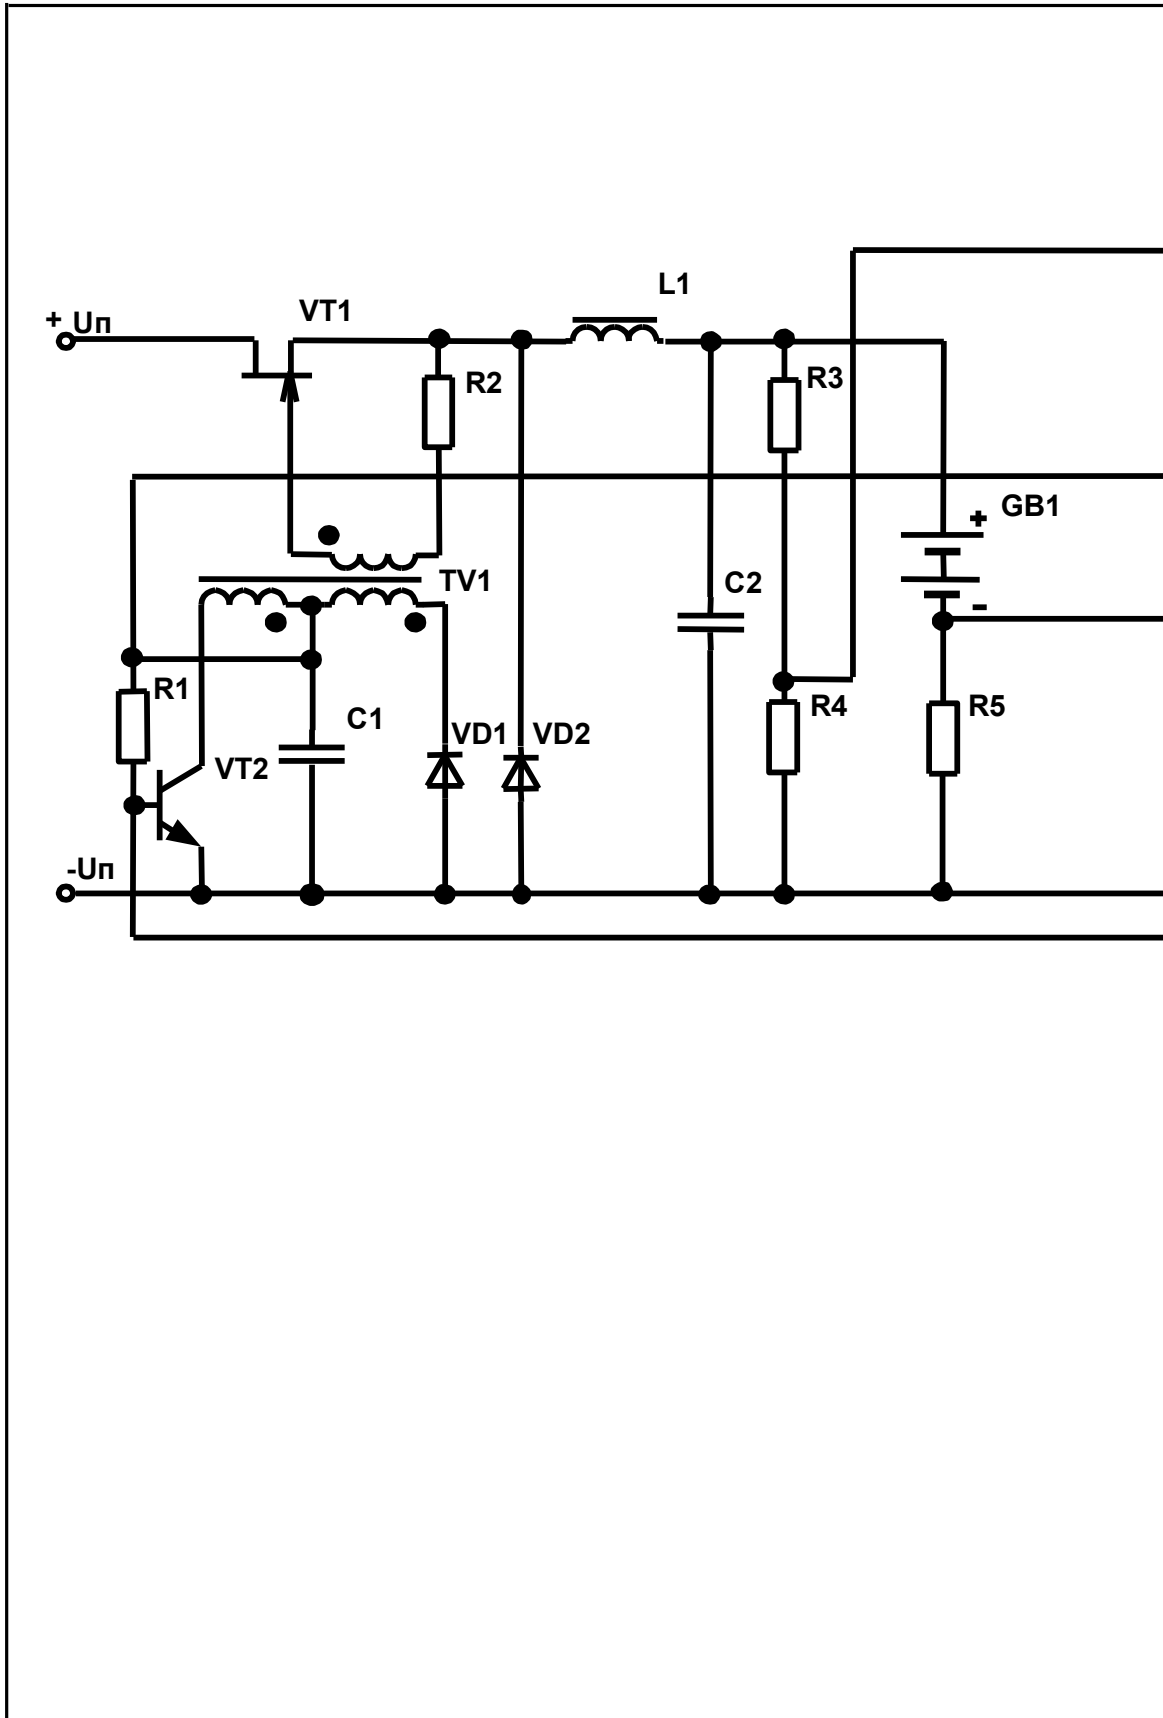 L1
VT1
+ Uп
R3
R2
+ GB1
TV1
C2
-
R1
R4
R5
C1
VD1
VD2
VT2
-Uп